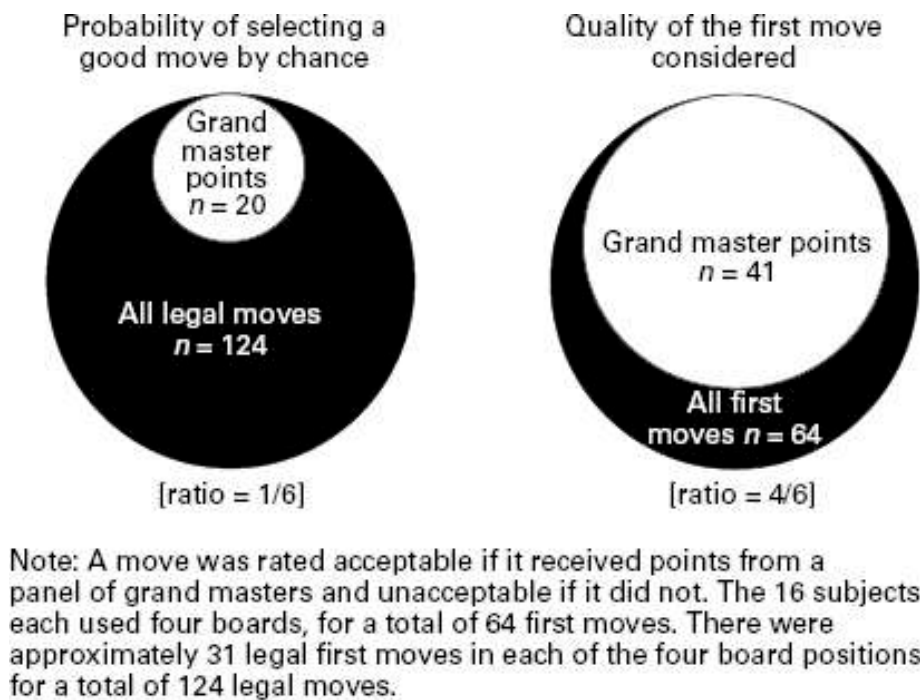 Probability of selecting a
good move by chance
Grand
master
points
n = 20
All legal moves
n = 124
[ratio = 1/6]
Quality of the first move
considered
Grand master points
n = 41
All first
moves n = 64
[ratio = 4/6]
Note: A move was rated acceptable if it received points from a
panel of grand masters and unacceptable if it did not. The 16 subjects
each used four boards, for a total of 64 first moves. There were
approximately 31 legal first moves in each of the four board positions
for a total of 124 legal moves.